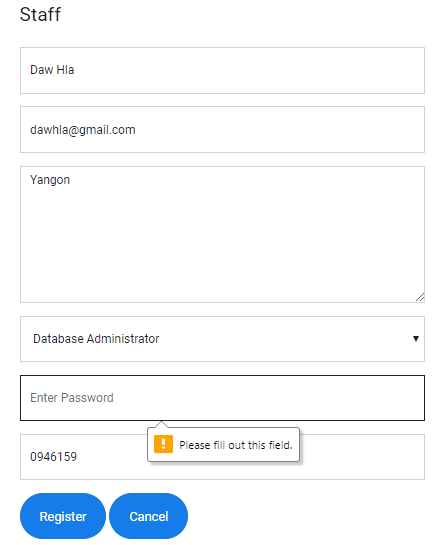 Staff
Daw Hla
dawhla@gmail.com
Yangon
Database Administrator
Enter Password
Please fill out this field.
0946159
Register Cancel